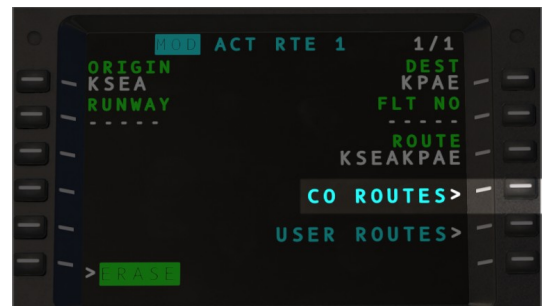 MOD ACT RTE 1 1/1
ORIGIN DEST
KSEA KPAE
RUNWAY FLT NO
----- -----
ROUTE
KSEAKPAE
CO ROUTES>
USER ROUTES>
>ERASE